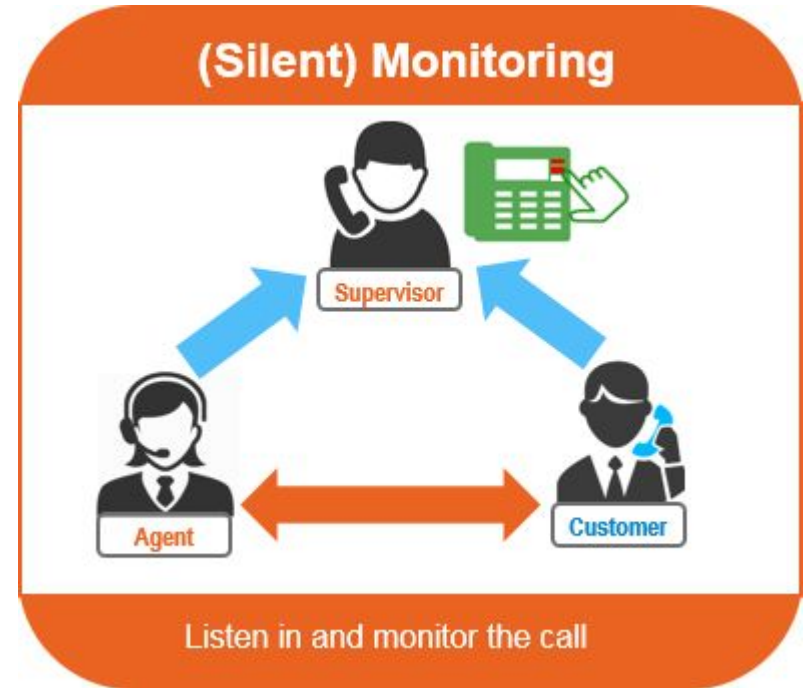 (Silent) Monitoring
Supervisor
Agent
Customer
Listen in and monitor the call